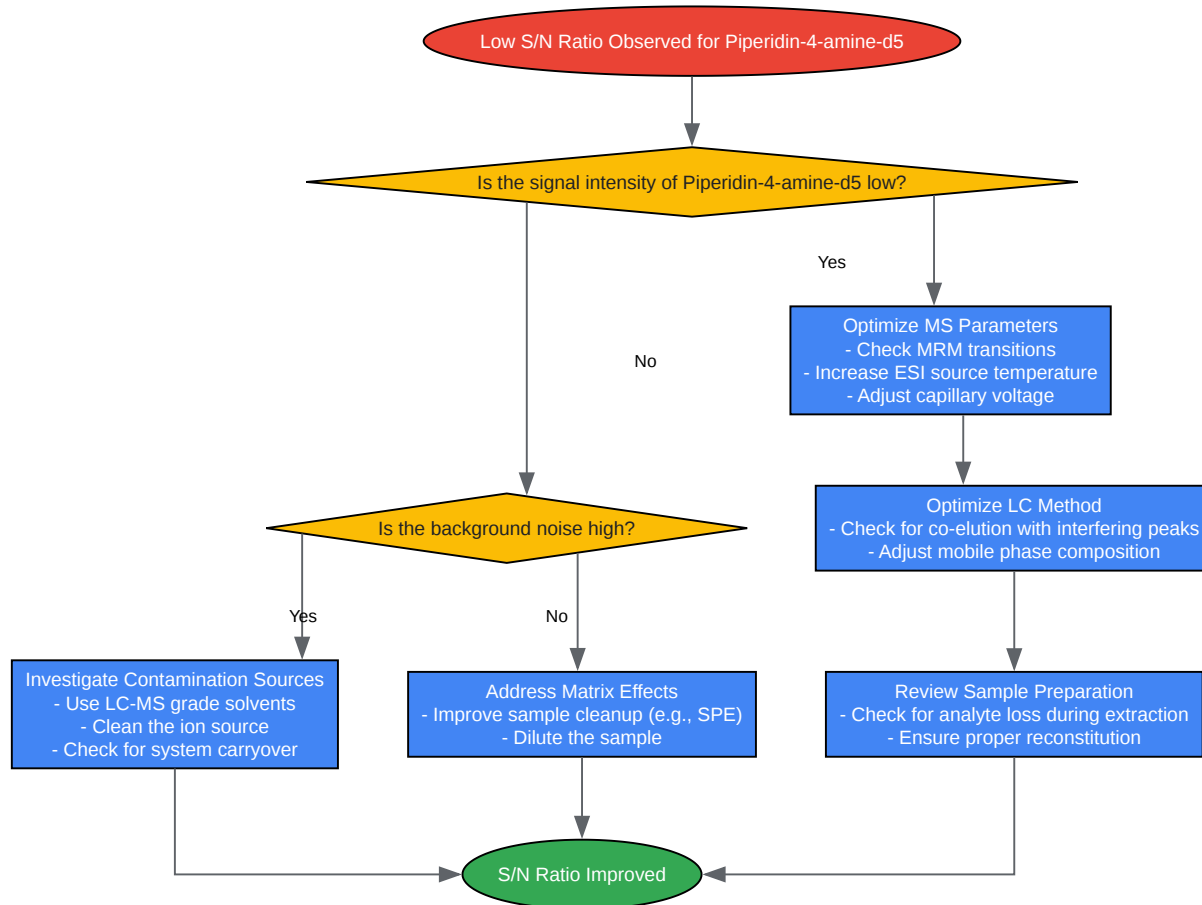 Low S/N Ratio Observed for Piperidin-4-amine-d5
Is the signal intensity of Piperidin-4-amine-d5 low?
Yes
Optimize MS Parameters
- Check MRM transitions
- Increase ESI source temperature
- Adjust capillary voltage
No
Optimize LC Method
- Check for co-elution with interfering peaks
- Adjust mobile phase composition
Is the background noise high?
Yes
No
Investigate Contamination Sources
- Use LC-MS grade solvents
- Clean the ion source
- Check for system carryover
Address Matrix Effects
- Improve sample cleanup (e.g., SPE)
- Dilute the sample
Review Sample Preparation
- Check for analyte loss during extraction
- Ensure proper reconstitution
S/N Ratio Improved